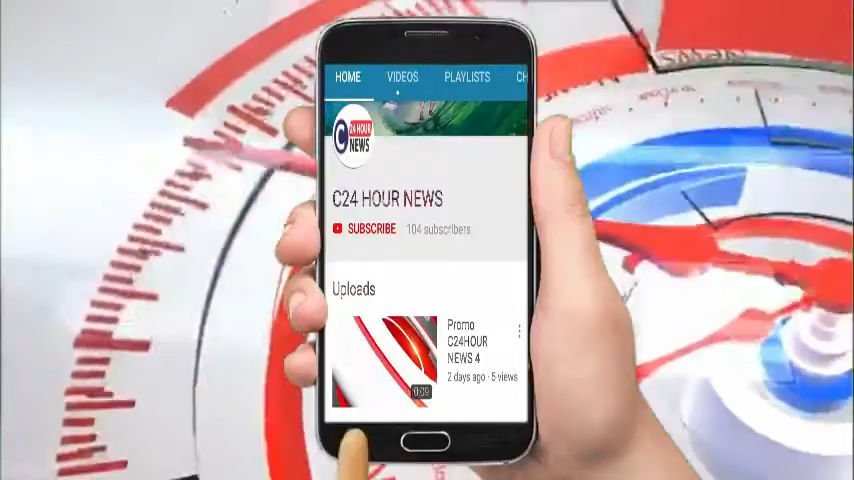 HOME VIDEOS PLAYLISTS CH
C 24 HOUR
NEWS
C24 HOUR NEWS
SUBSCRIBE 104 subscribers
Uploads
Promo
C24HOUR
NEWS 4
2 days ago · 5 views
0:09